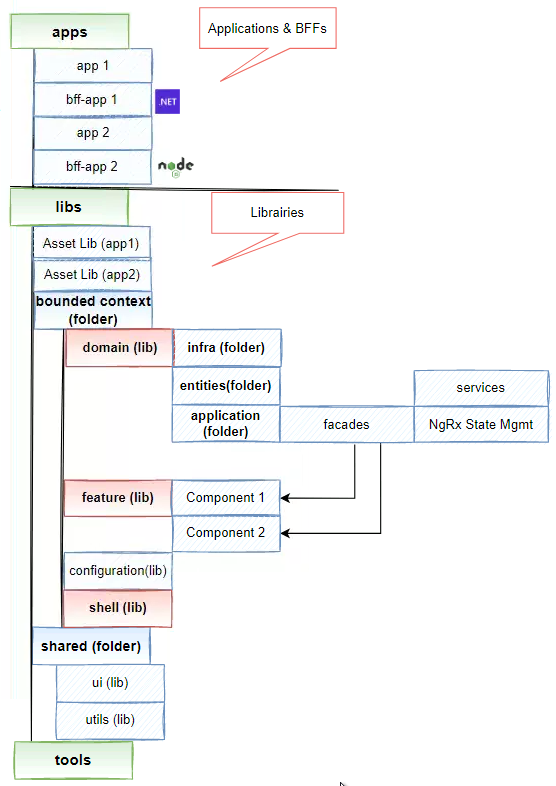 apps
Applications & BFFs
app 1
bff-app 1
.NET
app 2
bff-app 2
node
libs
Librairies
Asset Lib (app1)
Asset Lib (app2)
bounded context
(folder)
domain (lib)
infra (folder)
entities(folder)
services
application
(folder)
facades
NgRx State Mgmt
feature (lib)
Component 1
Component 2
configuration(lib)
shell (lib)
shared (folder)
ui (lib)
utils (lib)
tools